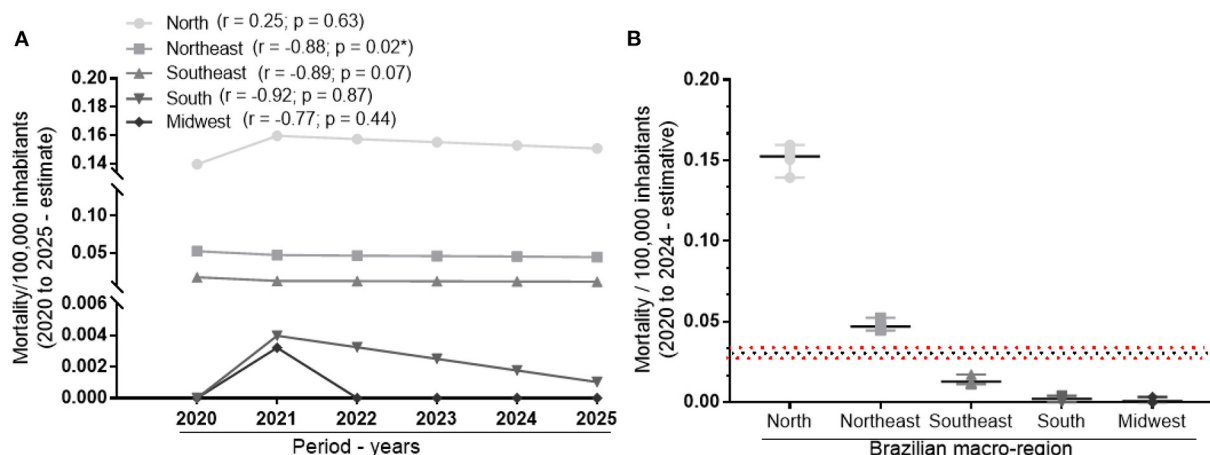 A
North (r = 0.25; p = 0.63)
Northeast (r = -0.88; p = 0.02*)
Southeast (r = -0.89; p = 0.07)
South (r = -0.92; p = 0.87)
Midwest (r = -0.77; p = 0.44)
Mortality/100,000 inhabitants
(2020 to 2025 - estimate)
0.20
0.18
0.16
0.14
0.10
0.05
0.006
0.004
0.002
0.000
2020 2021 2022 2023 2024 2025
Period - years
B
Mortality / 100,000 inhabitants
(2020 to 2024 - estimative)
0.20
0.15
0.10
0.05
0.00
North Northeast Southeast South Midwest
Brazilian macro-region